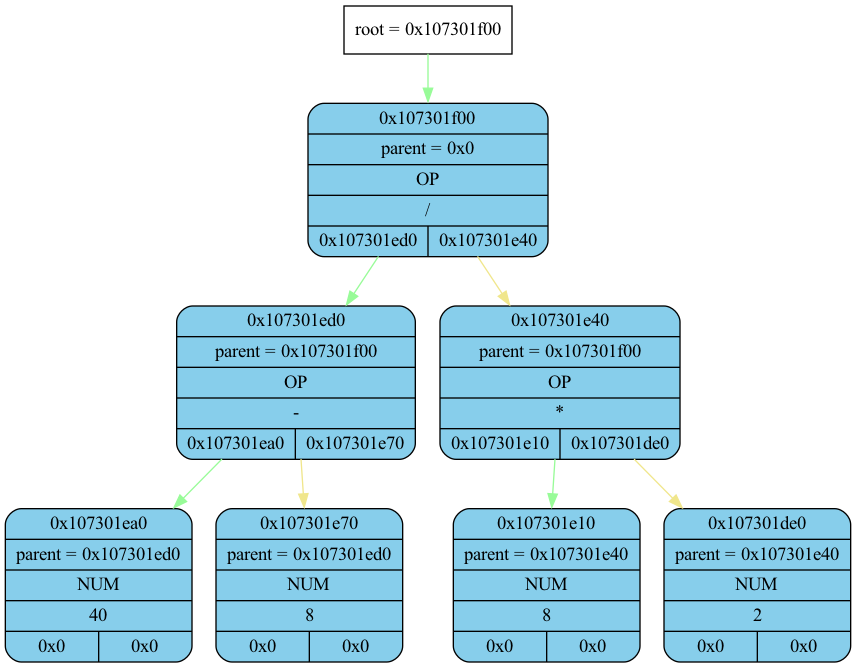 root = 0x107301f00
0x107301f00
parent = 0x0
OP
/
0x107301ed0 0x107301e40
0x107301ed0
parent = 0x107301f00
OP
-
0x107301ea0 0x107301e70
0x107301e40
parent = 0x107301f00
OP
*
0x107301e10 0x107301de0
0x107301ea0
parent = 0x107301ed0
NUM
40
0x0 0x0
0x107301e70
parent = 0x107301ed0
NUM
8
0x0 0x0
0x107301e10
parent = 0x107301e40
NUM
8
0x0 0x0
0x107301de0
parent = 0x107301e40
NUM
2
0x0 0x0